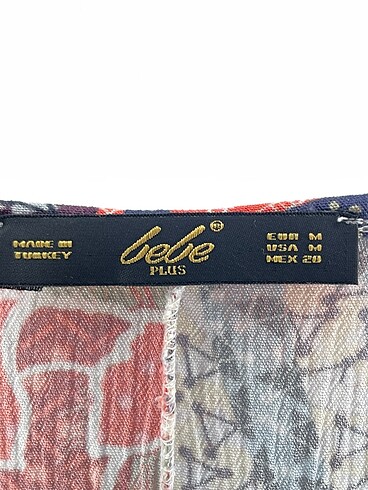 MADE IN
TURKEY
bebe®
PLUS
EUR M
USA M
MEX 28